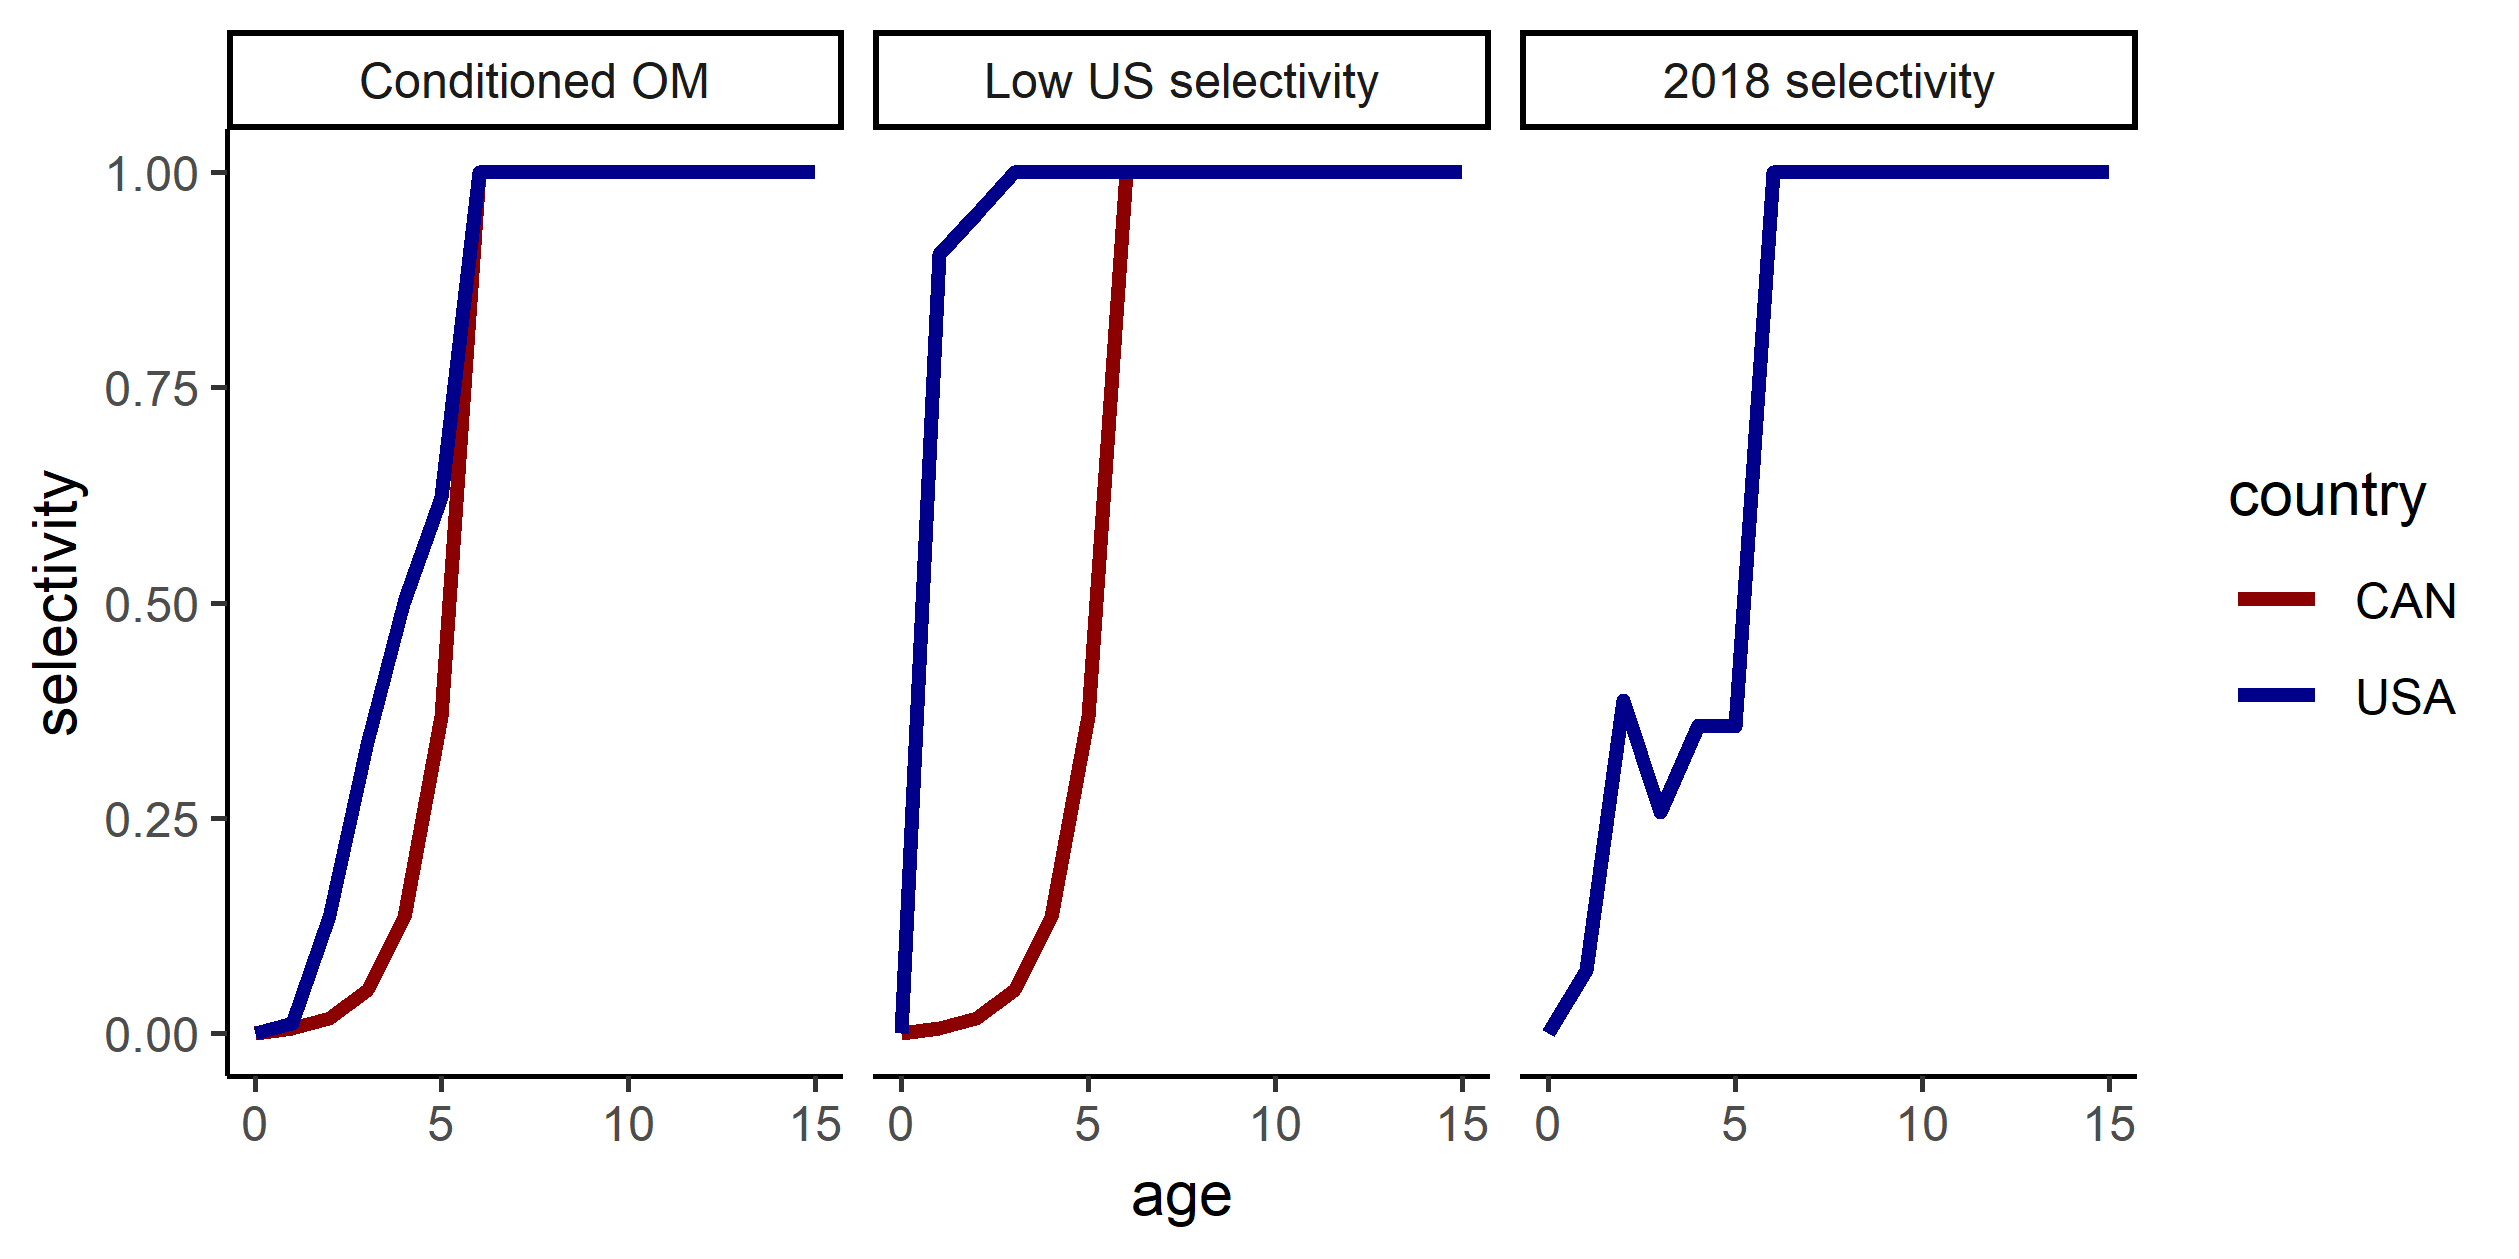 Conditioned OM
Low US selectivity
2018 selectivity
1.00
0.75
0.50
0.25
0.00
selectivity
0 5 10 15
0 5 10 15
0 5 10 15
age
country
CAN
USA